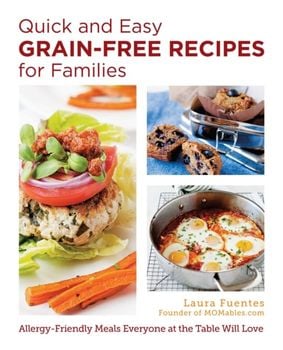 Quick and Easy
GRAIN-FREE RECIPES
for Families
Laura Fuentes
Founder of MOMables.com
Allergy-Friendly Meals Everyone at the Table Will Love